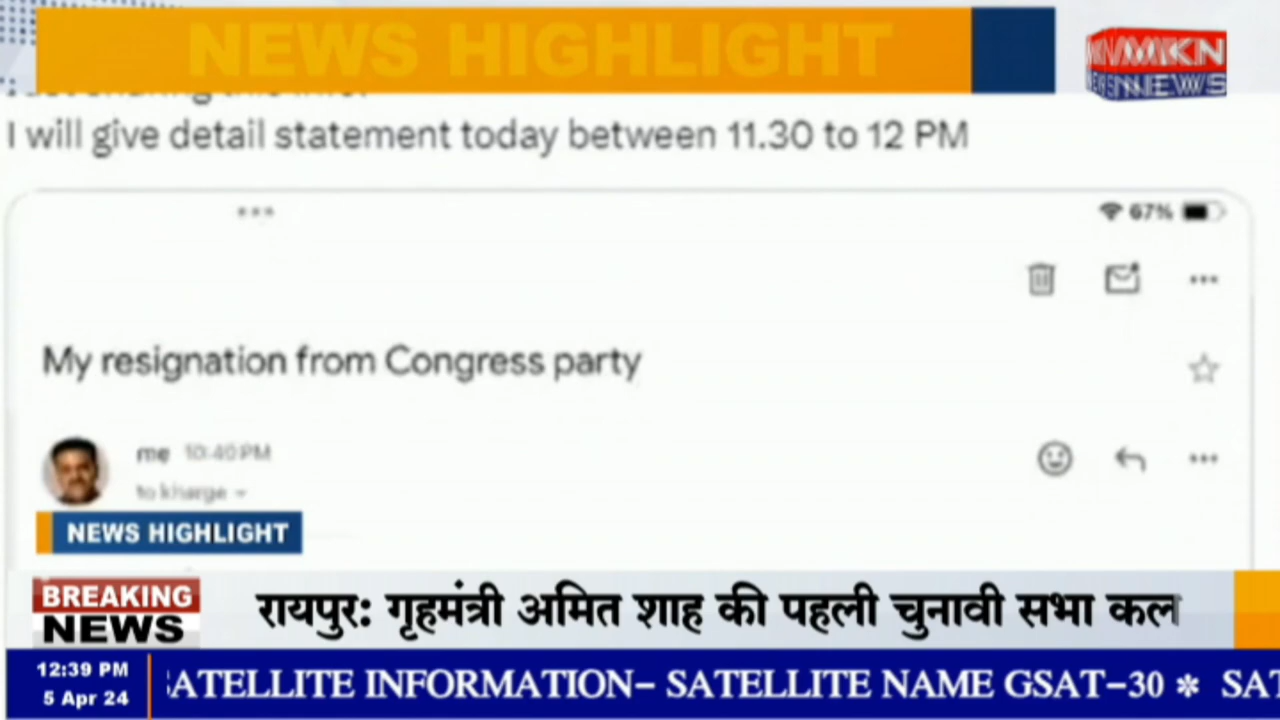 NEWS HIGHLIGHT
MKN
NEWS
I will give detail statement today between 11.30 to 12 PM
67%
My resignation from Congress party
me 10:40 PM
to kharge
NEWS HIGHLIGHT
BREAKING
NEWS
रायपुर: गृहमंत्री अमित शाह की पहली चुनावी सभा कल
12:39 PM
5 Apr 24
SATELLITE INFORMATION- SATELLITE NAME GSAT-30 * SAT